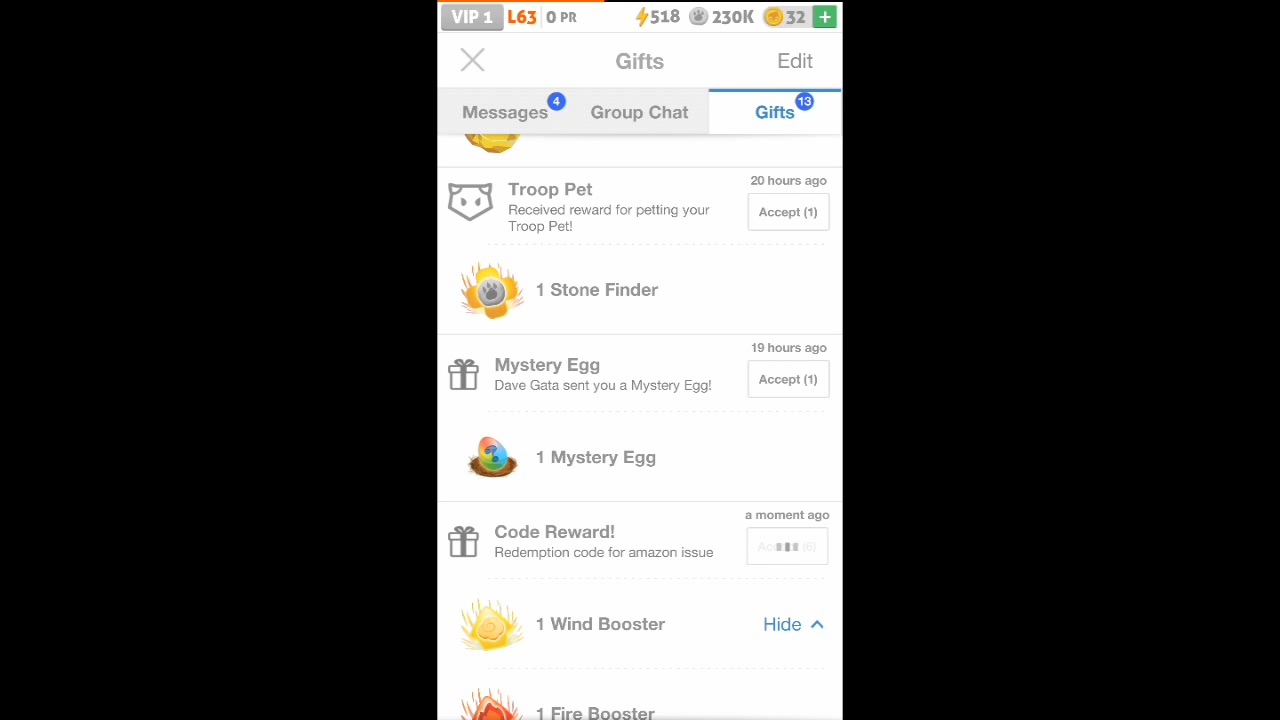 VIP 1 L63 0 PR 518 230K 32 +
Gifts Edit
Messages 4 Group Chat Gifts 13
20 hours ago
Troop Pet
Received reward for petting your
Troop Pet!
Accept (1)
1 Stone Finder
19 hours ago
Mystery Egg
Dave Gata sent you a Mystery Egg!
Accept (1)
1 Mystery Egg
a moment ago
Code Reward!
Redemption code for amazon issue
(6)
1 Wind Booster Hide
1 Fire Booster